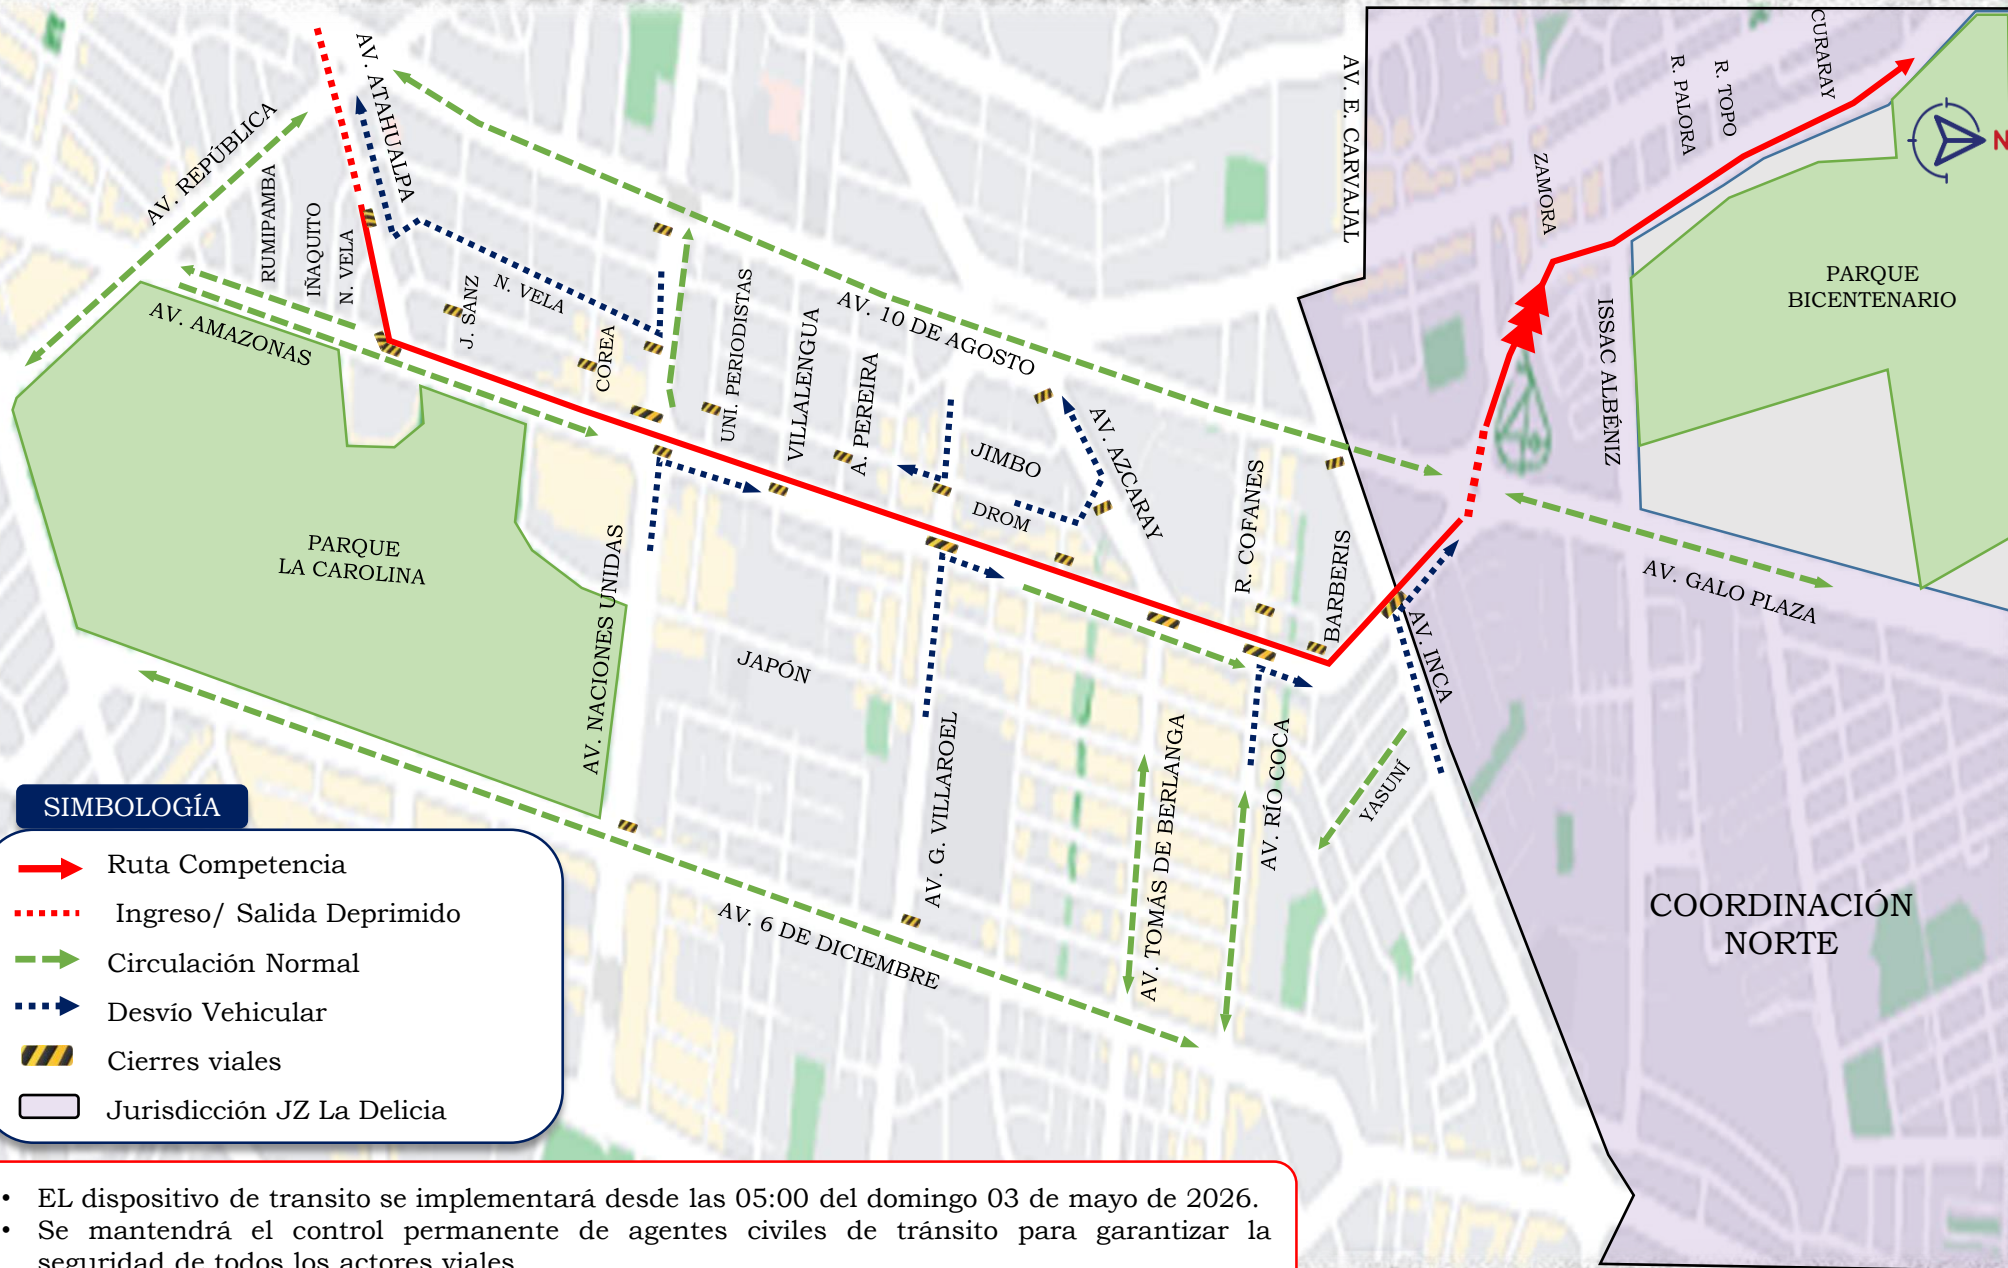 AV. ATAHUALPA
AV. REPÚBLICA
RUMIPAMBA
IÑAQUITO
N. VELA
AV. AMAZONAS
J. SANZ
N. VELA
COREA
UNI. PERIODISTAS
VILLALENGUA
A. PEREIRA
AV. 10 DE AGOSTO
JIMBO
DROM
AV. AZCARAY
R. COFANES
BARBERIS
AV. E. CARVAJAL
ZAMORA
R. PALORA
R. TOPO
CURARAY
N
PARQUE
BICENTENARIO
ISSAC ALBÉNIZ
AV. GALO PLAZA
AV. INCA
YASUNÍ
PARQUE
LA CAROLINA
AV. NACIONES UNIDAS
JAPÓN
AV. G. VILLAROEL
AV. TOMÁS DE BERLANGA
AV. RÍO COCA
AV. 6 DE DICIEMBRE
COORDINACIÓN
NORTE
SIMBOLOGÍA
Ruta Competencia
Ingreso/ Salida Deprimido
Circulación Normal
Desvío Vehicular
Cierres viales
Jurisdicción JZ La Delicia
• EL dispositivo de transito se implementará desde las 05:00 del domingo 03 de mayo de 2026.
• Se mantendrá el control permanente de agentes civiles de tránsito para garantizar la
seguridad de todos los actores viales